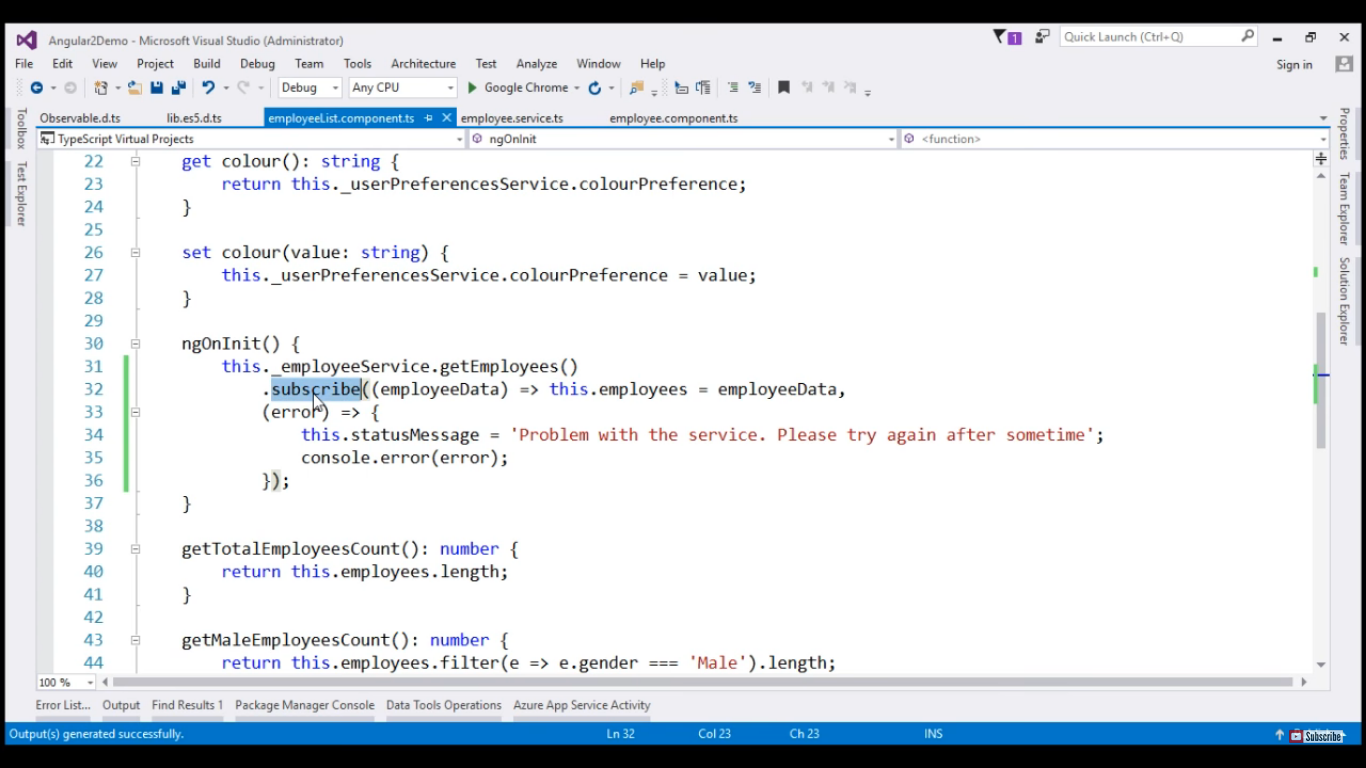 Angular2Demo - Microsoft Visual Studio (Administrator)
1
Quick Launch (Ctrl+Q)
File Edit View Project Build Debug Team Tools Architecture Test Analyze Window Help
Sign in
Debug Any CPU Google Chrome
Observable.d.ts lib.es5.d.ts employeeList.component.ts employee.service.ts employee.component.ts
TypeScript Virtual Projects ngOnInit <function>
Toolbox
Test Explorer
Properties
Team Explorer
Solution Explorer
22 get colour(): string {
23 return this._userPreferencesService.colourPreference;
24 }
25
26 set colour(value: string) {
27 this._userPreferencesService.colourPreference = value;
28 }
29
30 ngOnInit() {
31 this._employeeService.getEmployees()
32 .subscribe((employeeData) => this.employees = employeeData,
33 (error) => {
34 this.statusMessage = 'Problem with the service. Please try again after sometime';
35 console.error(error);
36 });
37 }
38
39 getTotalEmployeesCount(): number {
40 return this.employees.length;
41 }
42
43 getMaleEmployeesCount(): number {
44 return this.employees.filter(e => e.gender === 'Male').length;
100 %
Error List... Output Find Results 1 Package Manager Console Data Tools Operations Azure App Service Activity
Output(s) generated successfully. Ln 32 Col 23 Ch 23 INS
Subscribe